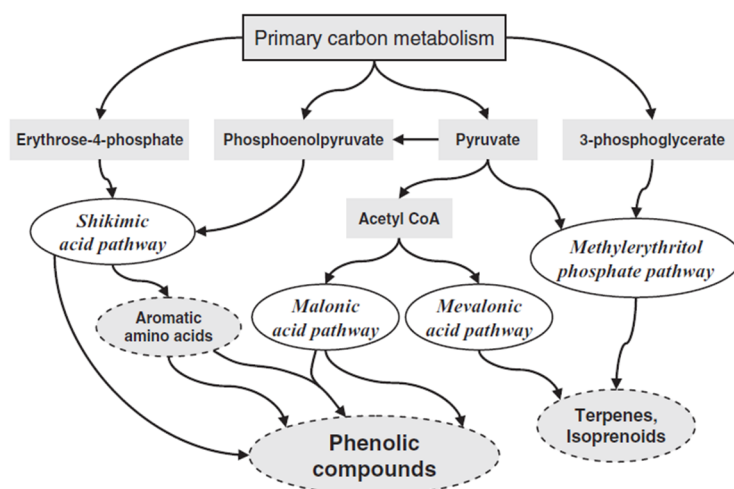 Primary carbon metabolism
Erythrose-4-phosphate
Phosphoenolpyruvate
Pyruvate
3-phosphoglycerate
Shikimic
acid pathway
Acetyl CoA
Methylerythritol
phosphate pathway
Aromatic
amino acids
Malonic
acid pathway
Mevalonic
acid pathway
Terpenes,
Isoprenoids
Phenolic
compounds